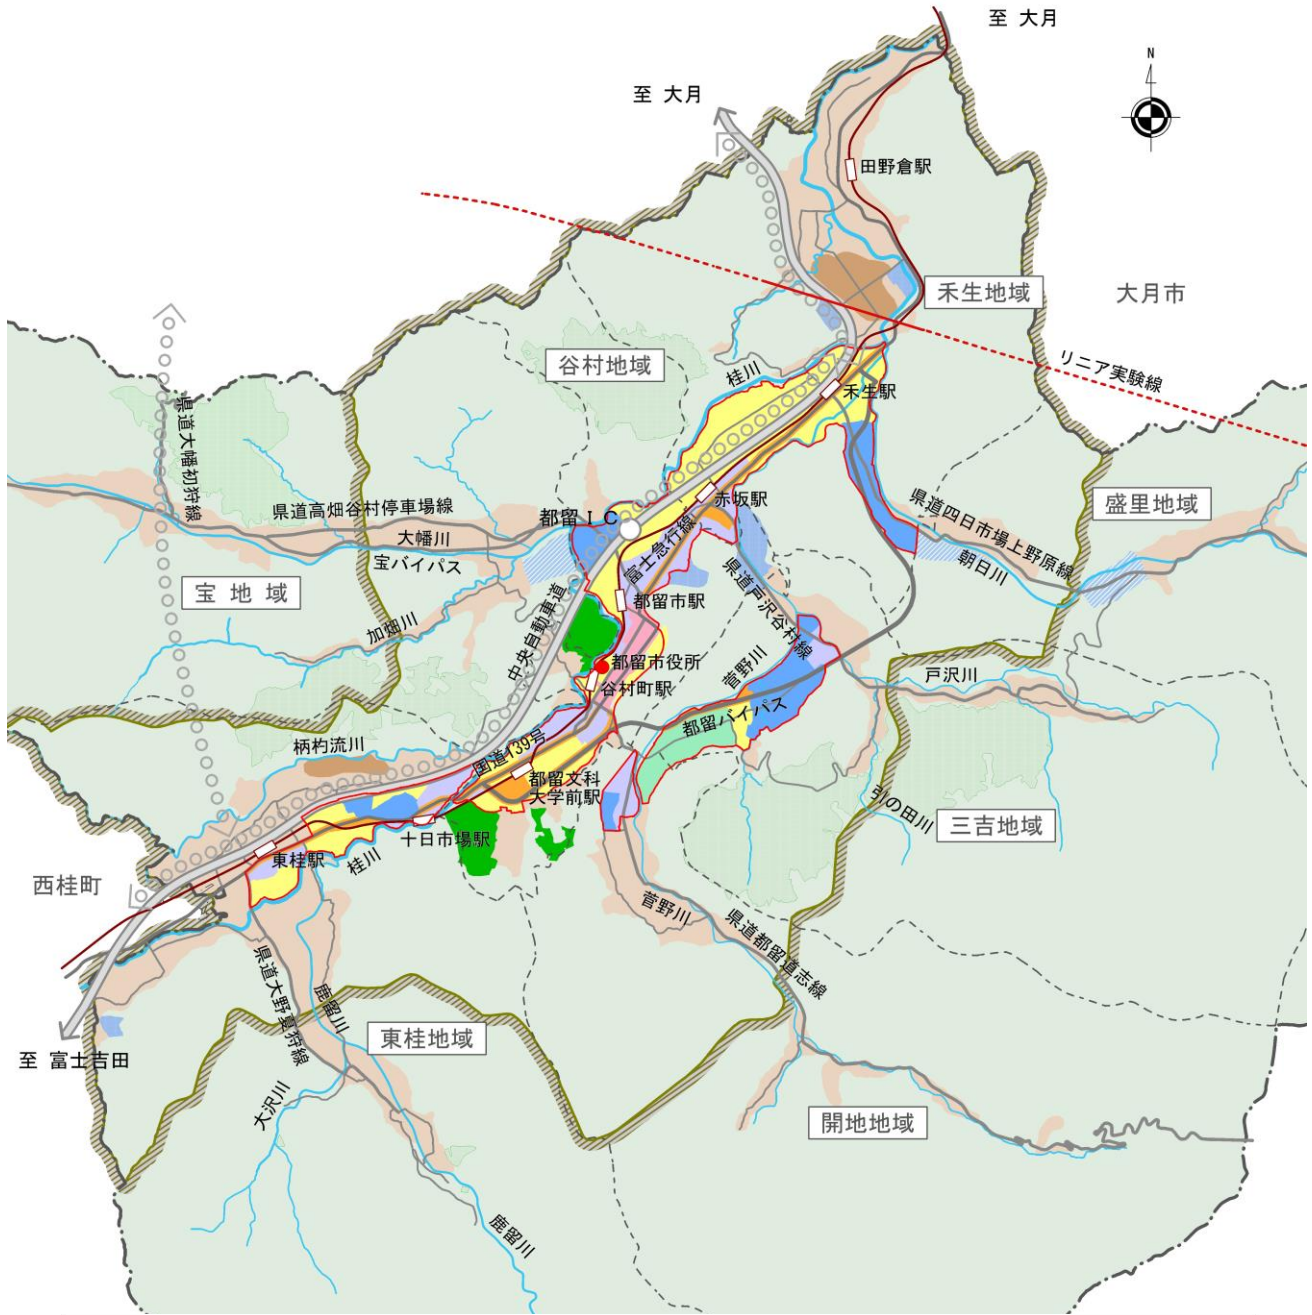 至 大月
N
至 大月
田野倉駅
禾生地域
大月市
谷村地域
桂川
リニア実験線
禾生駅
県道大幡初狩線
赤坂駅
盛里地域
県道高畑谷村停車場線
都留IC
大幡川
県道四日市場上野原線
宝バイパス
富士急行線
朝日川
宝地域
県道戸沢谷村線
都留市駅
加畑川
中央自動車道
都留市役所
菅野川
戸沢川
谷村町駅
都留バイパス
柄杓流川
国道139号
都留文科
大学前駅
引の田川
三吉地域
十日市場駅
東桂駅
桂川
西桂町
菅野川
県道都留道志線
県道大野夏狩線
鹿留川
東桂地域
至 富士吉田
大沢川
開地地域
鹿留川